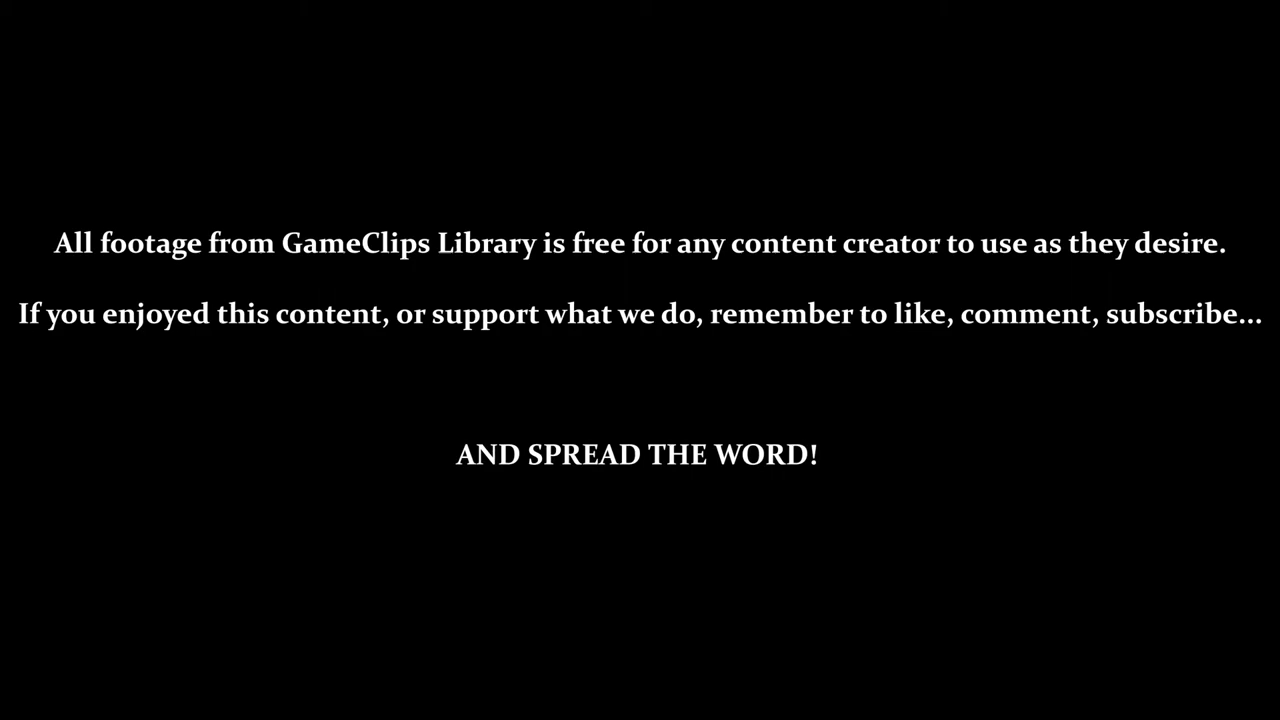 All footage from GameClips Library is free for any content creator to use as they desire.
If you enjoyed this content, or support what we do, remember to like, comment, subscribe...
AND SPREAD THE WORD!